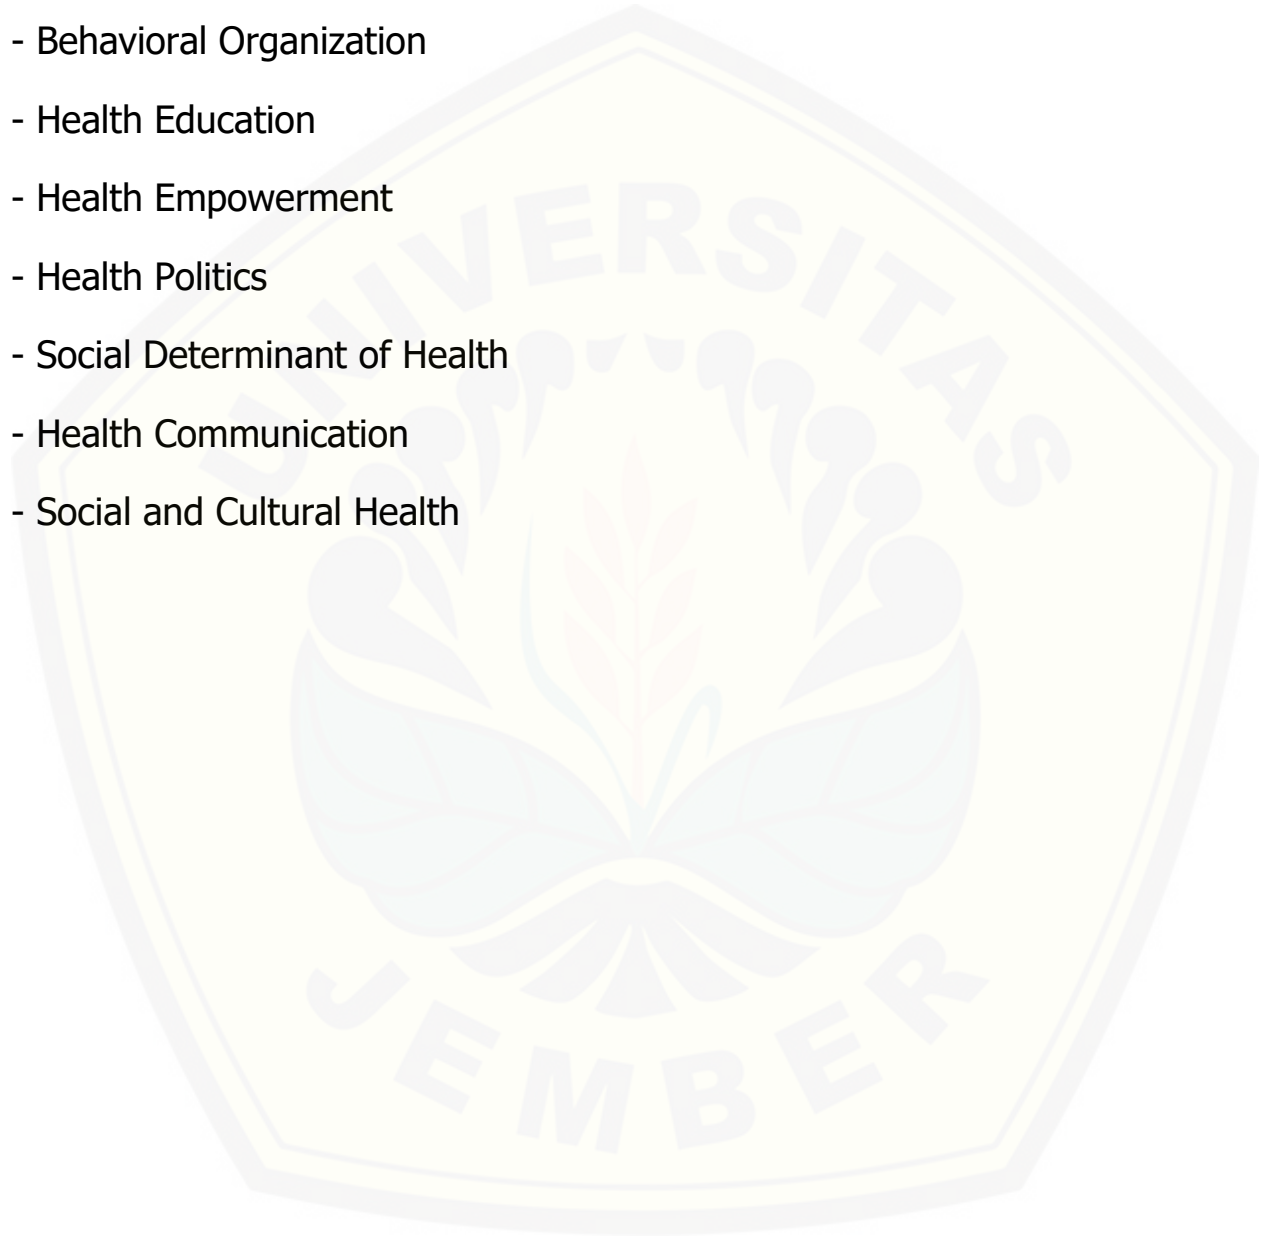 - Behavioral Organization
- Health Education
- Health Empowerment
- Health Politics
- Social Determinant of Health
- Health Communication
- Social and Cultural Health
UNIVERSITAS
JEMBER